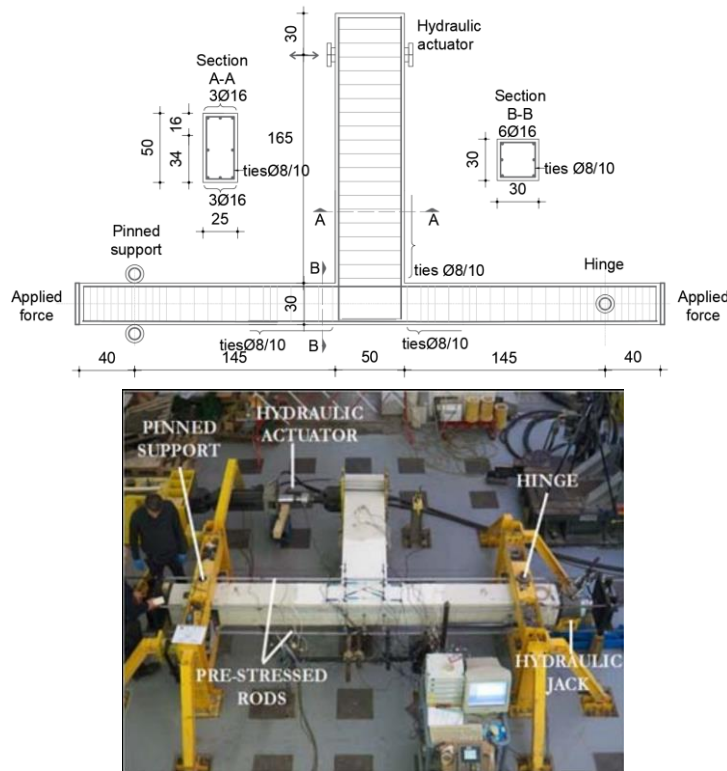 30
Hydraulic
actuator
Section
A-A
3Ø16
16
50
34
tiesØ8/10
3Ø16
25
165
Section
B-B
6Ø16
30
ties Ø8/10
30
A
A
Pinned
support
B
ties Ø8/10
Hinge
Applied
force
30
Applied
force
tiesØ8/10
B
tiesØ8/10
40
145
50
145
40
HYDRAULIC
ACTUATOR
PINNED
SUPPORT
HINGE
PRE-STRESSED
RODS
HYDRAULIC
JACK